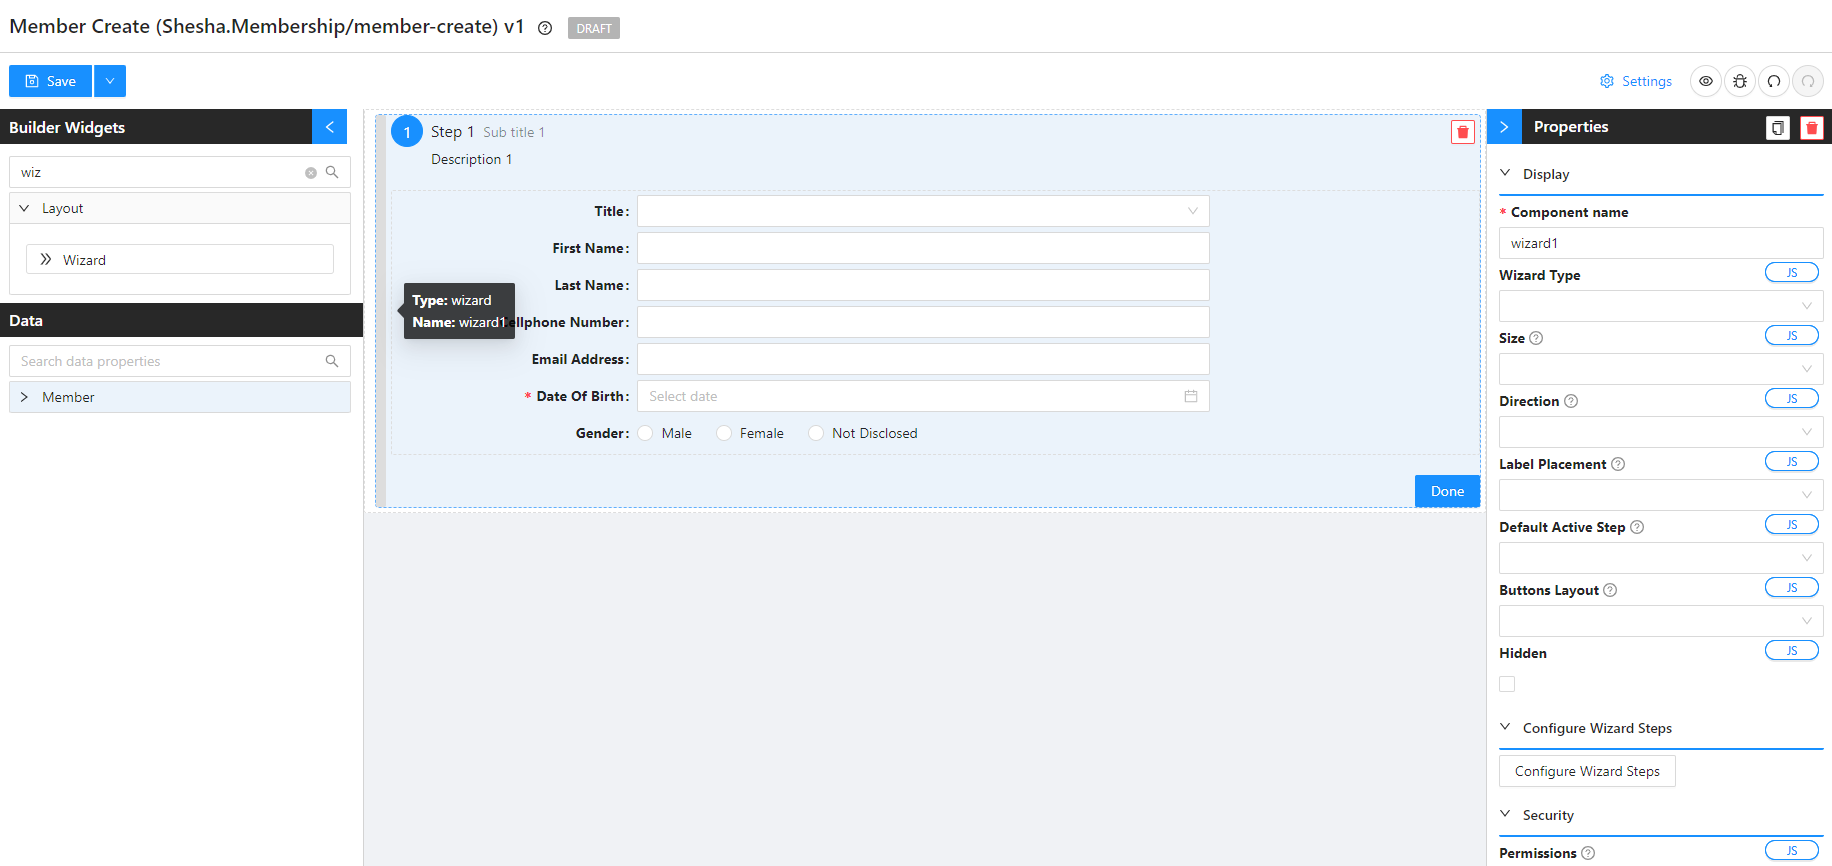 Member Create (Shesha.Membership/member-create) v1 DRAFT
Save
Settings
Builder Widgets
wiz
Layout
Wizard
Data
Search data properties
Member
1 Step 1 Sub title 1
Description 1
Title:
First Name:
Last Name:
Type: wizard
Name: wizard1
ellphone Number:
Email Address:
* Date Of Birth: Select date
Gender: Male Female Not Disclosed
Done
Properties
Display
* Component name
wizard1
Wizard Type JS
Size JS
Direction JS
Label Placement JS
Default Active Step JS
Buttons Layout JS
Hidden JS
Configure Wizard Steps
Configure Wizard Steps
Security
Permissions JS